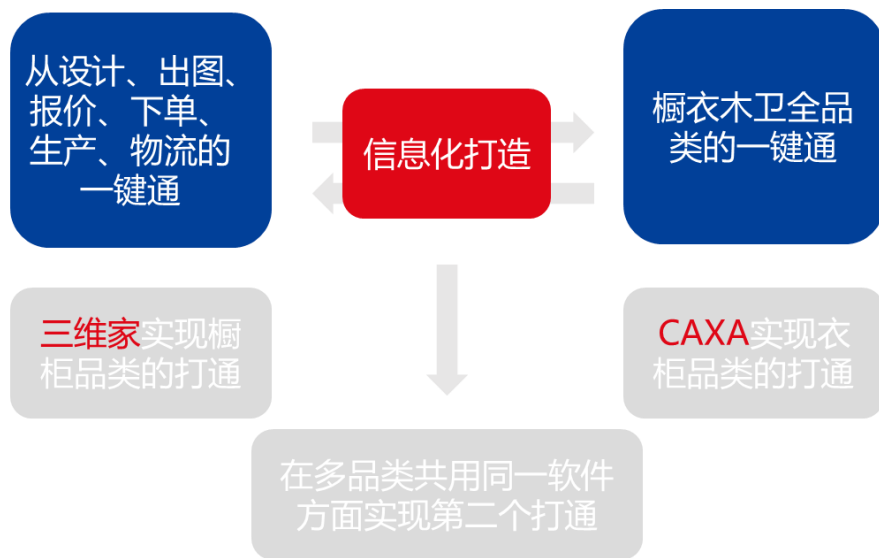 从设计、出图、
报价、下单、
生产、物流的
一键通
信息化打造
橱衣木卫全品
类的一键通
三维家实现橱
柜品类的打通
CAXA实现衣
柜品类的打通
在多品类共用同一软件
方面实现第二个打通